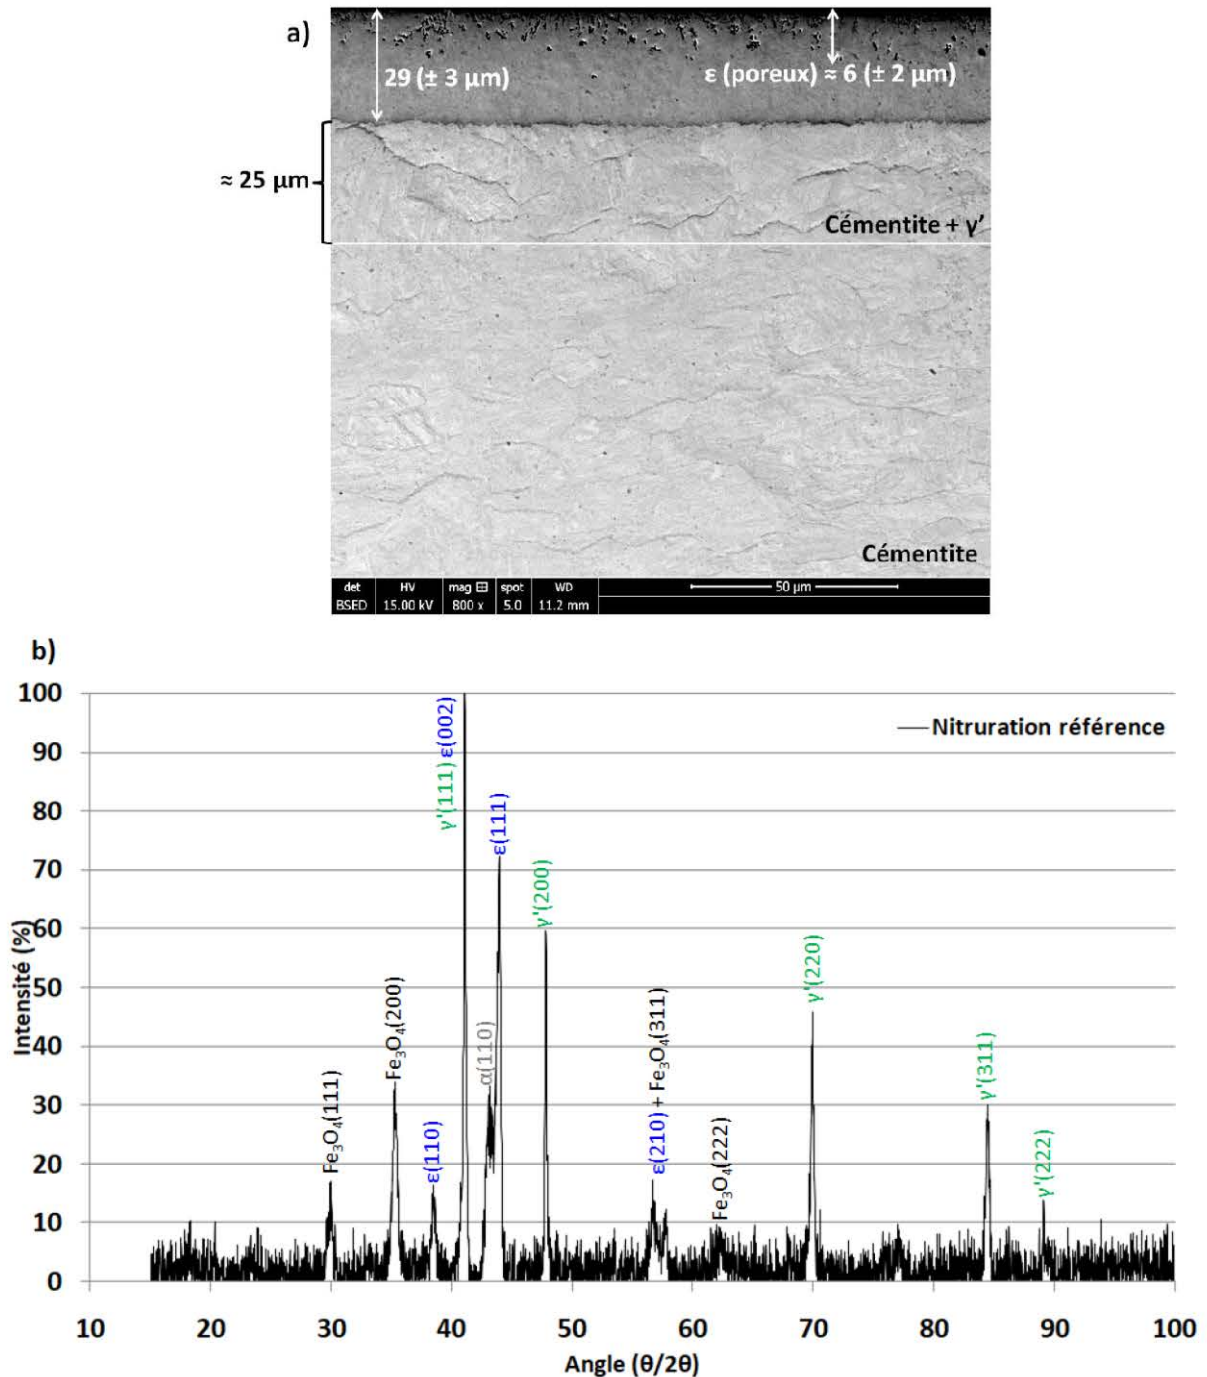 a)
29 (± 3 µm)
ε (poreux) ≈ 6 (± 2 µm)
≈ 25 µm
Cémentite + γ'
Cémentite
det HV mag ⊞ spot WD
50 µm
BSED 15.00 kV 800 x 5.0 11.2 mm
b)
Intensité (%)
100
90
80
70
60
50
40
30
20
10
0
Nitruration référence
Fe3O4(111)
Fe3O4(200)
ε(110)
γ'(111) ε(002)
α(110)
ε(111)
γ'(200)
ε(210) + Fe3O4(311)
Fe3O4(222)
γ'(220)
γ'(311)
γ'(222)
10 20 30 40 50 60 70 80 90 100
Angle (θ/2θ)